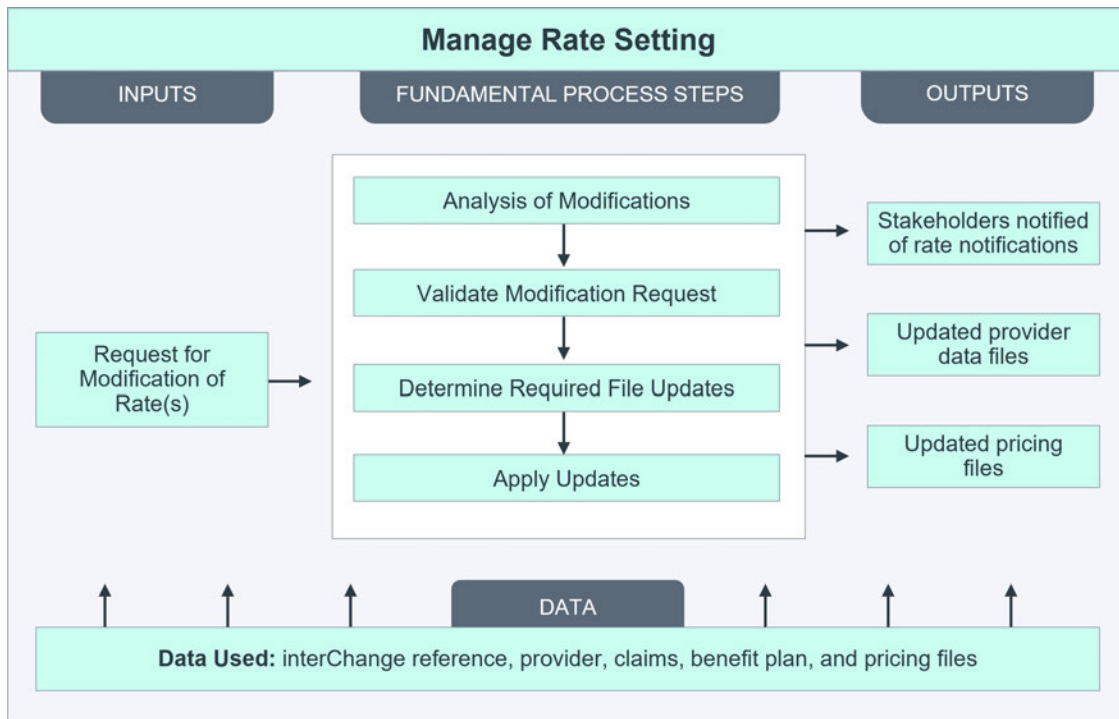 Manage Rate Setting
INPUTS
FUNDAMENTAL PROCESS STEPS
OUTPUTS
Request for
Modification of
Rate(s)
Analysis of Modifications
Validate Modification Request
Determine Required File Updates
Apply Updates
Stakeholders notified
of rate notifications
Updated provider
data files
Updated pricing
files
DATA
Data Used: interChange reference, provider, claims, benefit plan, and pricing files